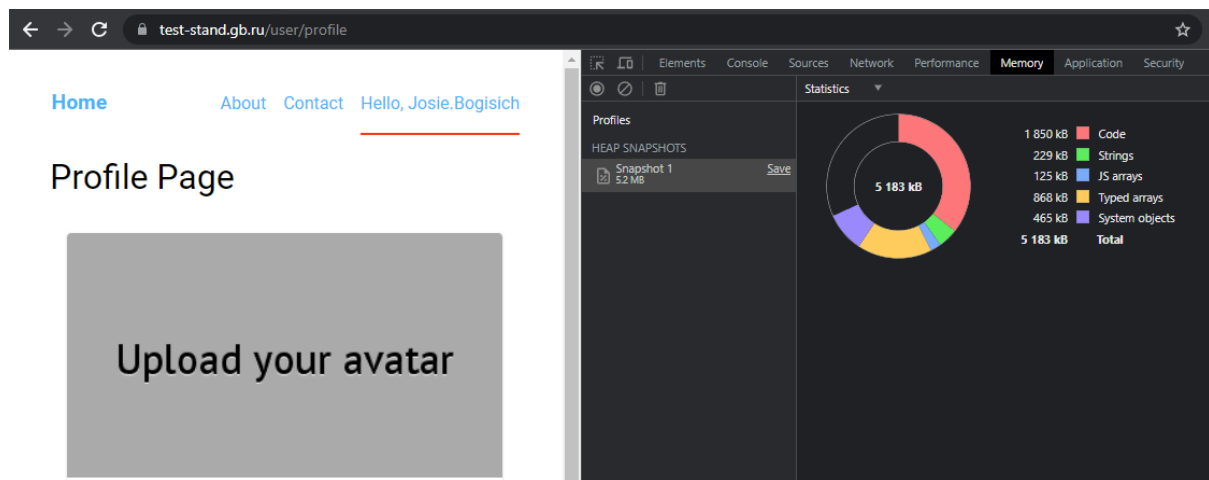 test-stand.gb.ru/user/profile
Home About Contact Hello, Josie.Bogisich
Profile Page
Upload your avatar
Elements Console Sources Network Performance Memory Application Security
Statistics
Profiles
HEAP SNAPSHOTS
Snapshot 1 Save
5.2 MB
5 183 kB
1 850 kB Code
229 kB Strings
125 kB JS arrays
868 kB Typed arrays
465 kB System objects
5 183 kB Total